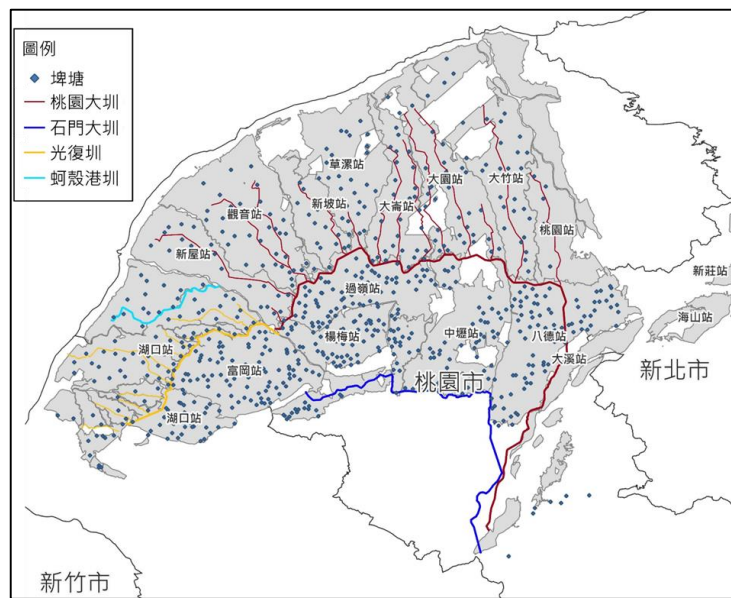 圖例
埤塘
桃園大圳
石門大圳
光復圳
蚵殼港圳
草漯站
大園站
大竹站
新坡站
大崙站
觀音站
桃園站
新屋站
新莊站
過嶺站
海山站
楊梅站
中壢站
八德站
湖口站
大溪站
富岡站
桃園市
新北市
湖口站
新竹市